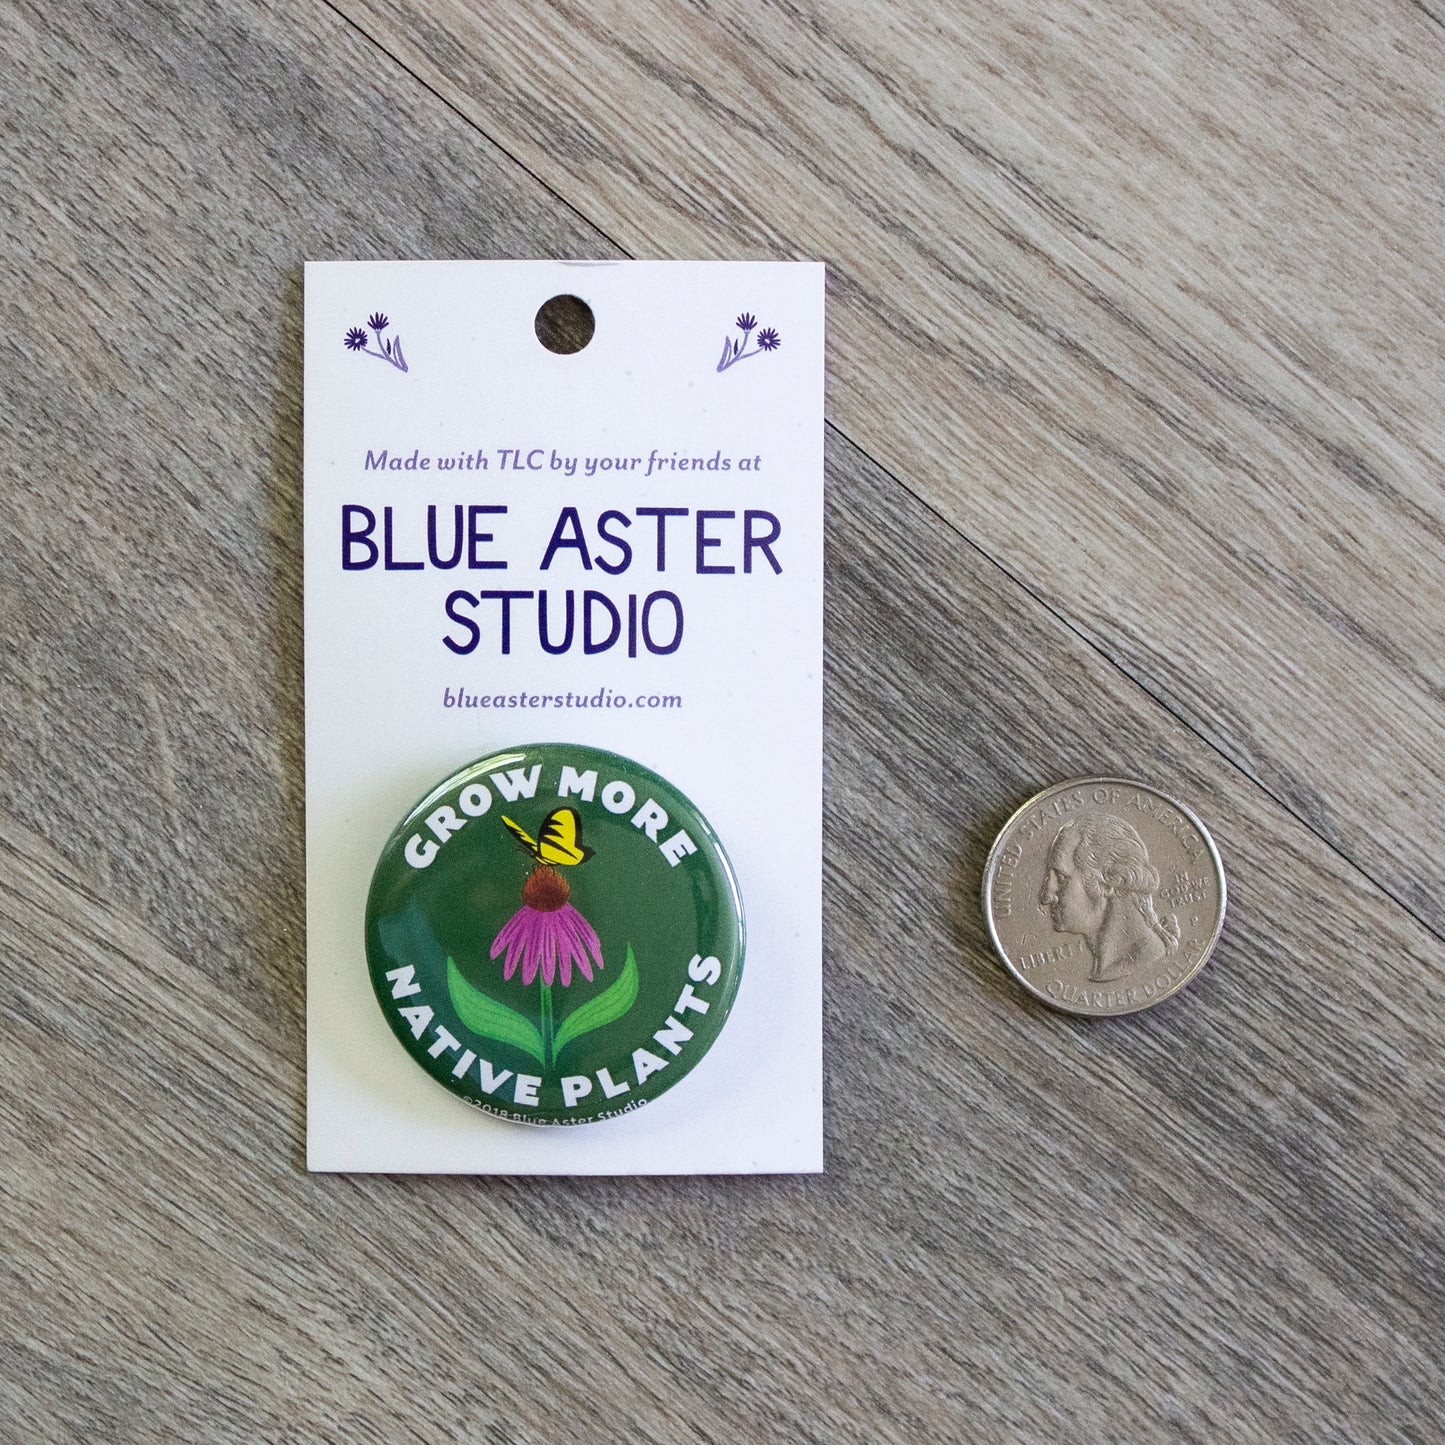 Made with TLC by your friends at
BLUE ASTER
STUDIO
blueasterstudio.com
GROW MORE
NATIVE PLANTS
©2019 Blue Aster Studio
UNITED STATES OF AMERICA
LIBERTY
IN
GOD WE
TRUST
P
QUARTER DOLLAR